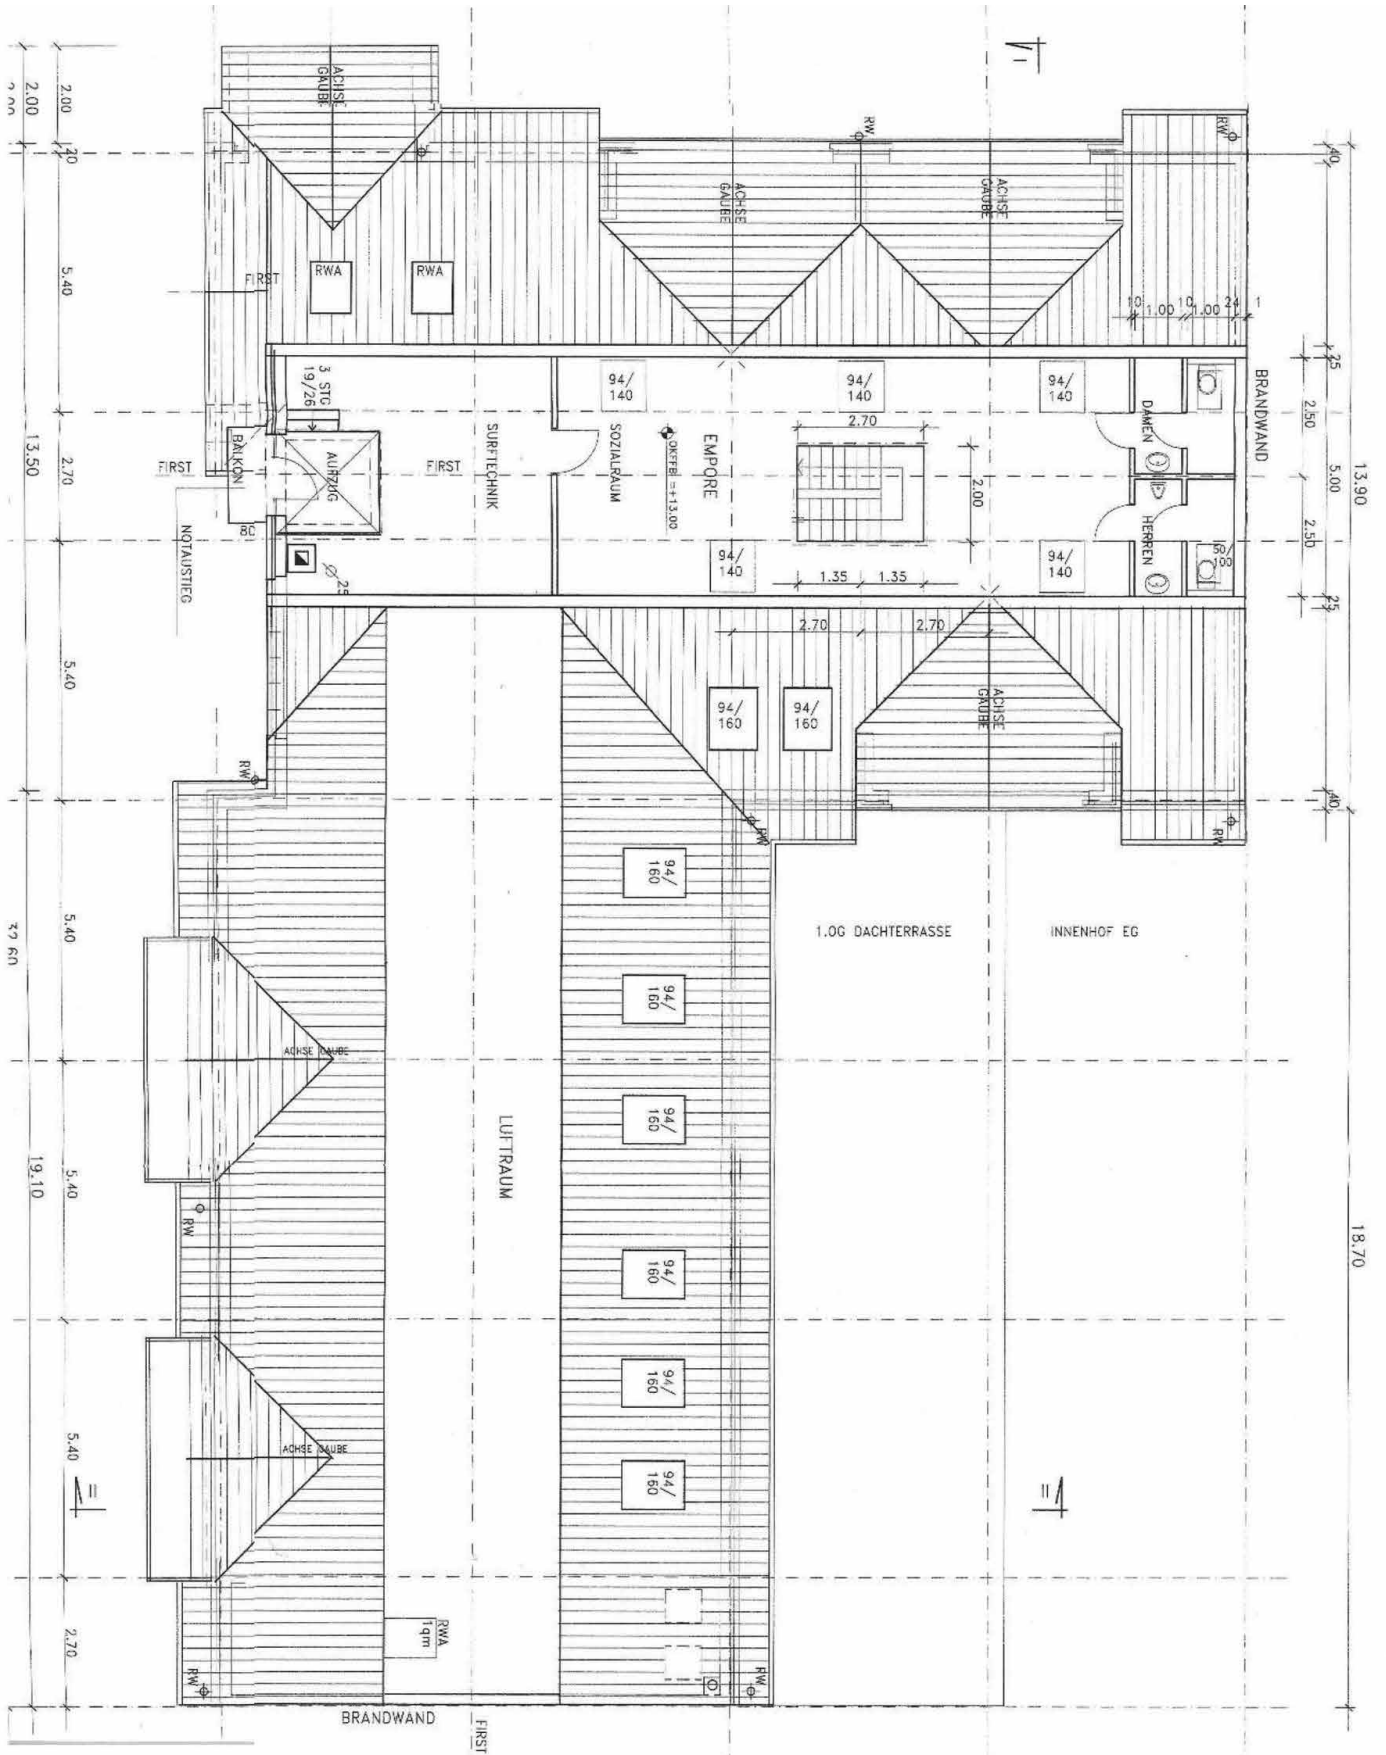 ACHSE
GAUBE
2.00
2.00
2.00
20
RW
RW
40
ACHSE
GAUBE
ACHSE
GAUBE
5.40
FIRST
RWA
RWA
10
1.00
10
1.00
24
1
25
3 STG
19/26
94/
140
94/
140
94/
140
DAMEN
BRANDWAND
2.50
13.50
2.70
FIRST
BALKON
AUFZUG
FIRST
SURFTECHNIK
SOZIALRAUM
OKFFB = +13.00
EMPORE
2.70
2.00
5.00
13.90
80
NOTAUSTIEG
25
94/
140
1.35
1.35
94/
140
HERREN
50/
100
2.50
25
5.40
2.70
2.70
94/
160
94/
160
ACHSE
GAUBE
RW
RW
RW
40
94/
160
5.40
32.60
1.OG DACHTERRASSE
INNENHOF EG
94/
160
ACHSE GAUBE
94/
160
LUFTRAUM
5.40
19.10
RW
18.70
94/
160
94/
160
5.40
ACHSE GAUBE
94/
160
II
II
2.70
RWA
1qm
RW
RW
BRANDWAND
FIRST